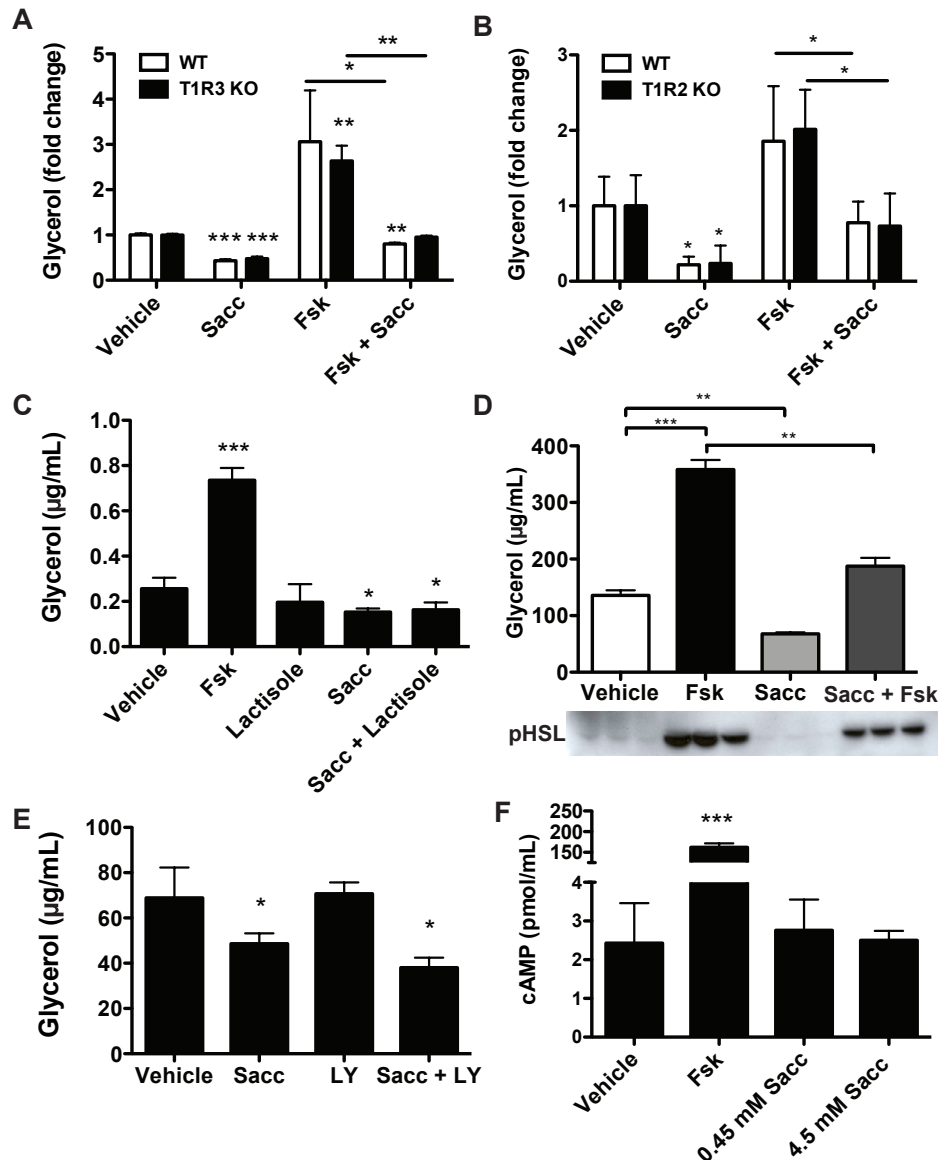 A
WT
T1R3 KO
Glycerol (fold change)
6
5
4
3
2
1
0
*** ***
**
*
**
**
Vehicle
Sacc
Fsk
Fsk + Sacc
B
WT
T1R2 KO
Glycerol (fold change)
3
2
1
0
*
*
*
*
Vehicle
Sacc
Fsk
Fsk + Sacc
C
Glycerol (µg/mL)
1.0
0.8
0.6
0.4
0.2
0.0
***
*
*
Vehicle
Fsk
Lactisole
Sacc
Sacc + Lactisole
D
Glycerol (µg/mL)
400
300
200
100
0
**
***
**
Vehicle
Fsk
Sacc
Sacc + Fsk
pHSL
E
Glycerol (µg/mL)
100
80
60
40
20
0
*
*
Vehicle
Sacc
LY
Sacc + LY
F
cAMP (pmol/mL)
250
200
150
4
3
2
1
0
***
Vehicle
Fsk
0.45 mM Sacc
4.5 mM Sacc